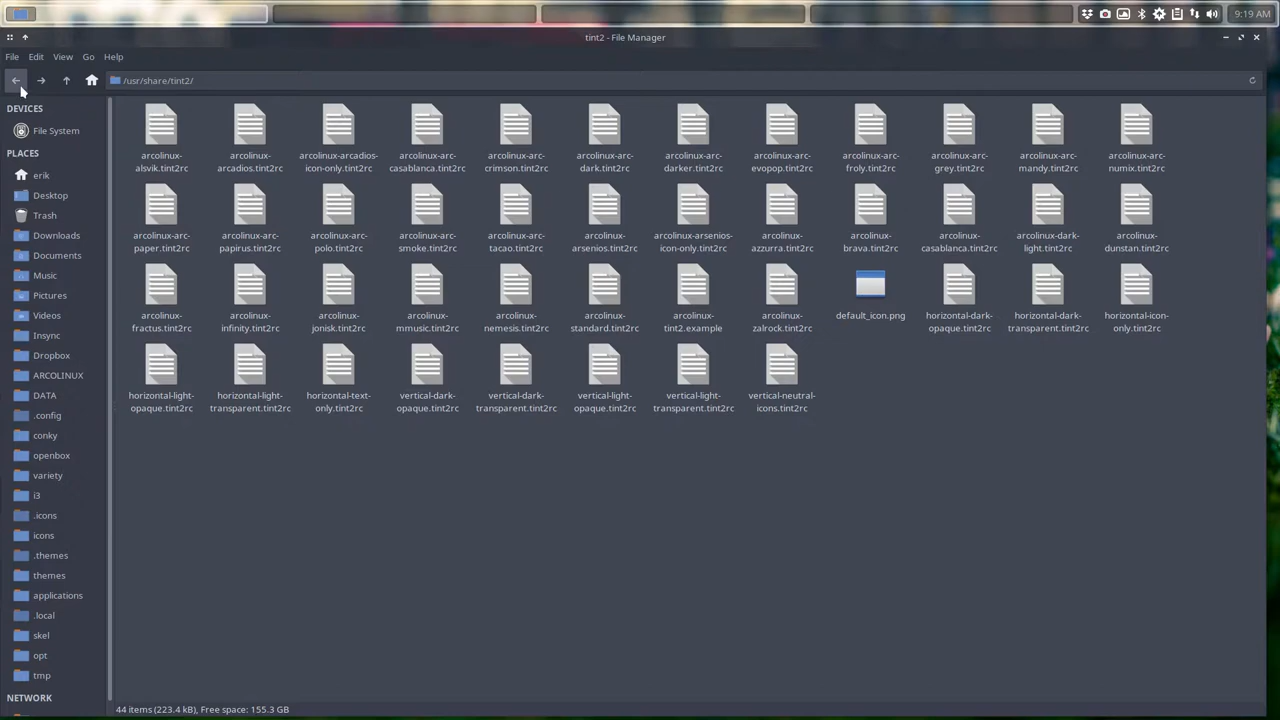 9:19 AM
tint2 - File Manager
File Edit View Go Help
/usr/share/tint2/
DEVICES
File System
PLACES
erik
Desktop
Trash
Downloads
Documents
Music
Pictures
Videos
Insync
Dropbox
ARCOLINUX
DATA
.config
conky
openbox
variety
i3
.icons
icons
.themes
themes
applications
.local
skel
opt
tmp
NETWORK
arcolinux-
alsvik.tint2rc
arcolinux-
arcadios.tint2rc
arcolinux-arcadios-
icon-only.tint2rc
arcolinux-arc-
casablanca.tint2rc
arcolinux-arc-
crimson.tint2rc
arcolinux-arc-
dark.tint2rc
arcolinux-arc-
darker.tint2rc
arcolinux-arc-
evopop.tint2rc
arcolinux-arc-
froly.tint2rc
arcolinux-arc-
grey.tint2rc
arcolinux-arc-
mandy.tint2rc
arcolinux-arc-
numix.tint2rc
arcolinux-arc-
paper.tint2rc
arcolinux-arc-
papirus.tint2rc
arcolinux-arc-
polo.tint2rc
arcolinux-arc-
smoke.tint2rc
arcolinux-arc-
tacao.tint2rc
arcolinux-
arsenios.tint2rc
arcolinux-arsenios-
icon-only.tint2rc
arcolinux-
azzurra.tint2rc
arcolinux-
brava.tint2rc
arcolinux-
casablanca.tint2rc
arcolinux-dark-
light.tint2rc
arcolinux-
dunstan.tint2rc
arcolinux-
fractus.tint2rc
arcolinux-
infinity.tint2rc
arcolinux-
jonisk.tint2rc
arcolinux-
mmusic.tint2rc
arcolinux-
nemesis.tint2rc
arcolinux-
standard.tint2rc
arcolinux-
tint2.example
arcolinux-
zalrock.tint2rc
default_icon.png
horizontal-dark-
opaque.tint2rc
horizontal-dark-
transparent.tint2rc
horizontal-icon-
only.tint2rc
horizontal-light-
opaque.tint2rc
horizontal-light-
transparent.tint2rc
horizontal-text-
only.tint2rc
vertical-dark-
opaque.tint2rc
vertical-dark-
transparent.tint2rc
vertical-light-
opaque.tint2rc
vertical-light-
transparent.tint2rc
vertical-neutral-
icons.tint2rc
44 items (223.4 kB), Free space: 155.3 GB